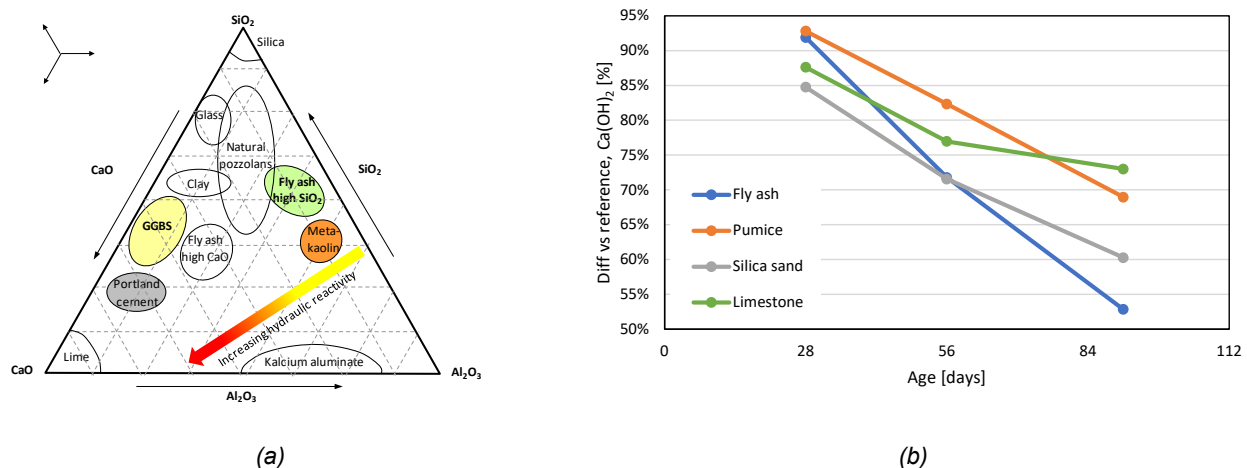 SiO₂
Silica
Glass
Natural
pozzolans
CaO
SiO₂
Clay
Fly ash
high SiO₂
GGBS
Fly ash
high CaO
Meta-
kaolin
Portland
cement
Increasing hydraulic reactivity
Lime
Kalcium aluminate
CaO
Al₂O₃
Al₂O₃
(a)
95%
90%
85%
80%
75%
70%
65%
60%
55%
50%
Diff vs reference, Ca(OH)₂ [%]
Fly ash
Pumice
Silica sand
Limestone
0
28
56
84
112
Age [days]
(b)